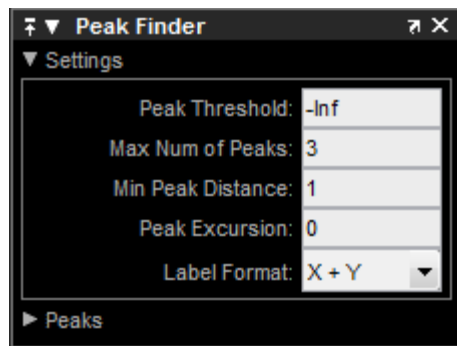 Peak Finder
Settings
Peak Threshold: -Inf
Max Num of Peaks: 3
Min Peak Distance: 1
Peak Excursion: 0
Label Format: X + Y
Peaks